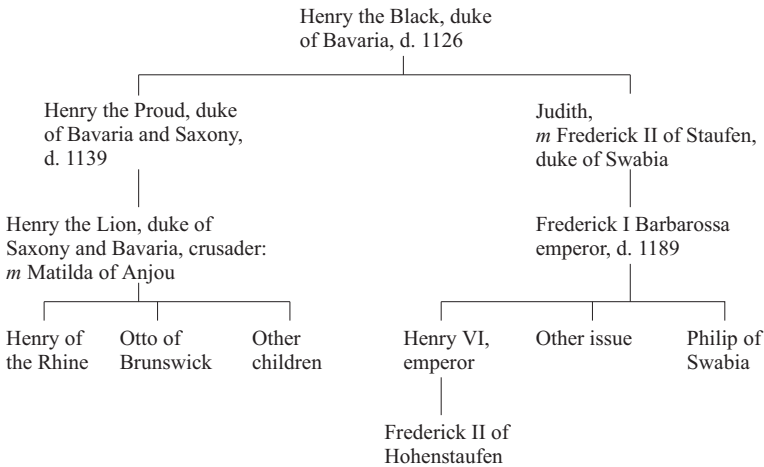 Henry the Black, duke
of Bavaria, d. 1126
Henry the Proud, duke
of Bavaria and Saxony,
d. 1139
Judith,
m Frederick II of Staufen,
duke of Swabia
Henry the Lion, duke of
Saxony and Bavaria, crusader:
m Matilda of Anjou
Frederick I Barbarossa
emperor, d. 1189
Henry of
the Rhine
Otto of
Brunswick
Other
children
Henry VI,
emperor
Other issue
Philip of
Swabia
Frederick II of
Hohenstaufen